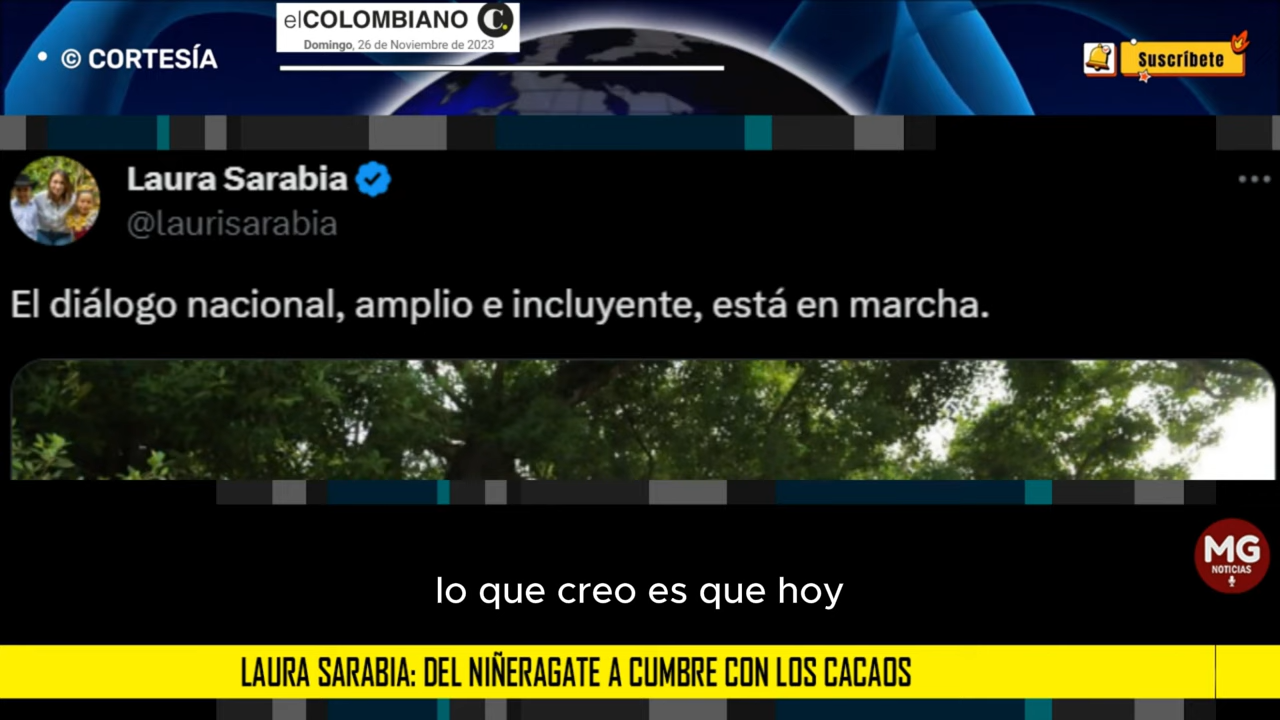 elCOLOMBIANO C.
Domingo, 26 de Noviembre de 2023
• © CORTESÍA
Suscríbete
Laura Sarabia
@laurisarabia
El diálogo nacional, amplio e incluyente, está en marcha.
MG
NOTICIAS
lo que creo es que hoy
LAURA SARABIA: DEL NIÑERAGATE A CUMBRE CON LOS CACAOS